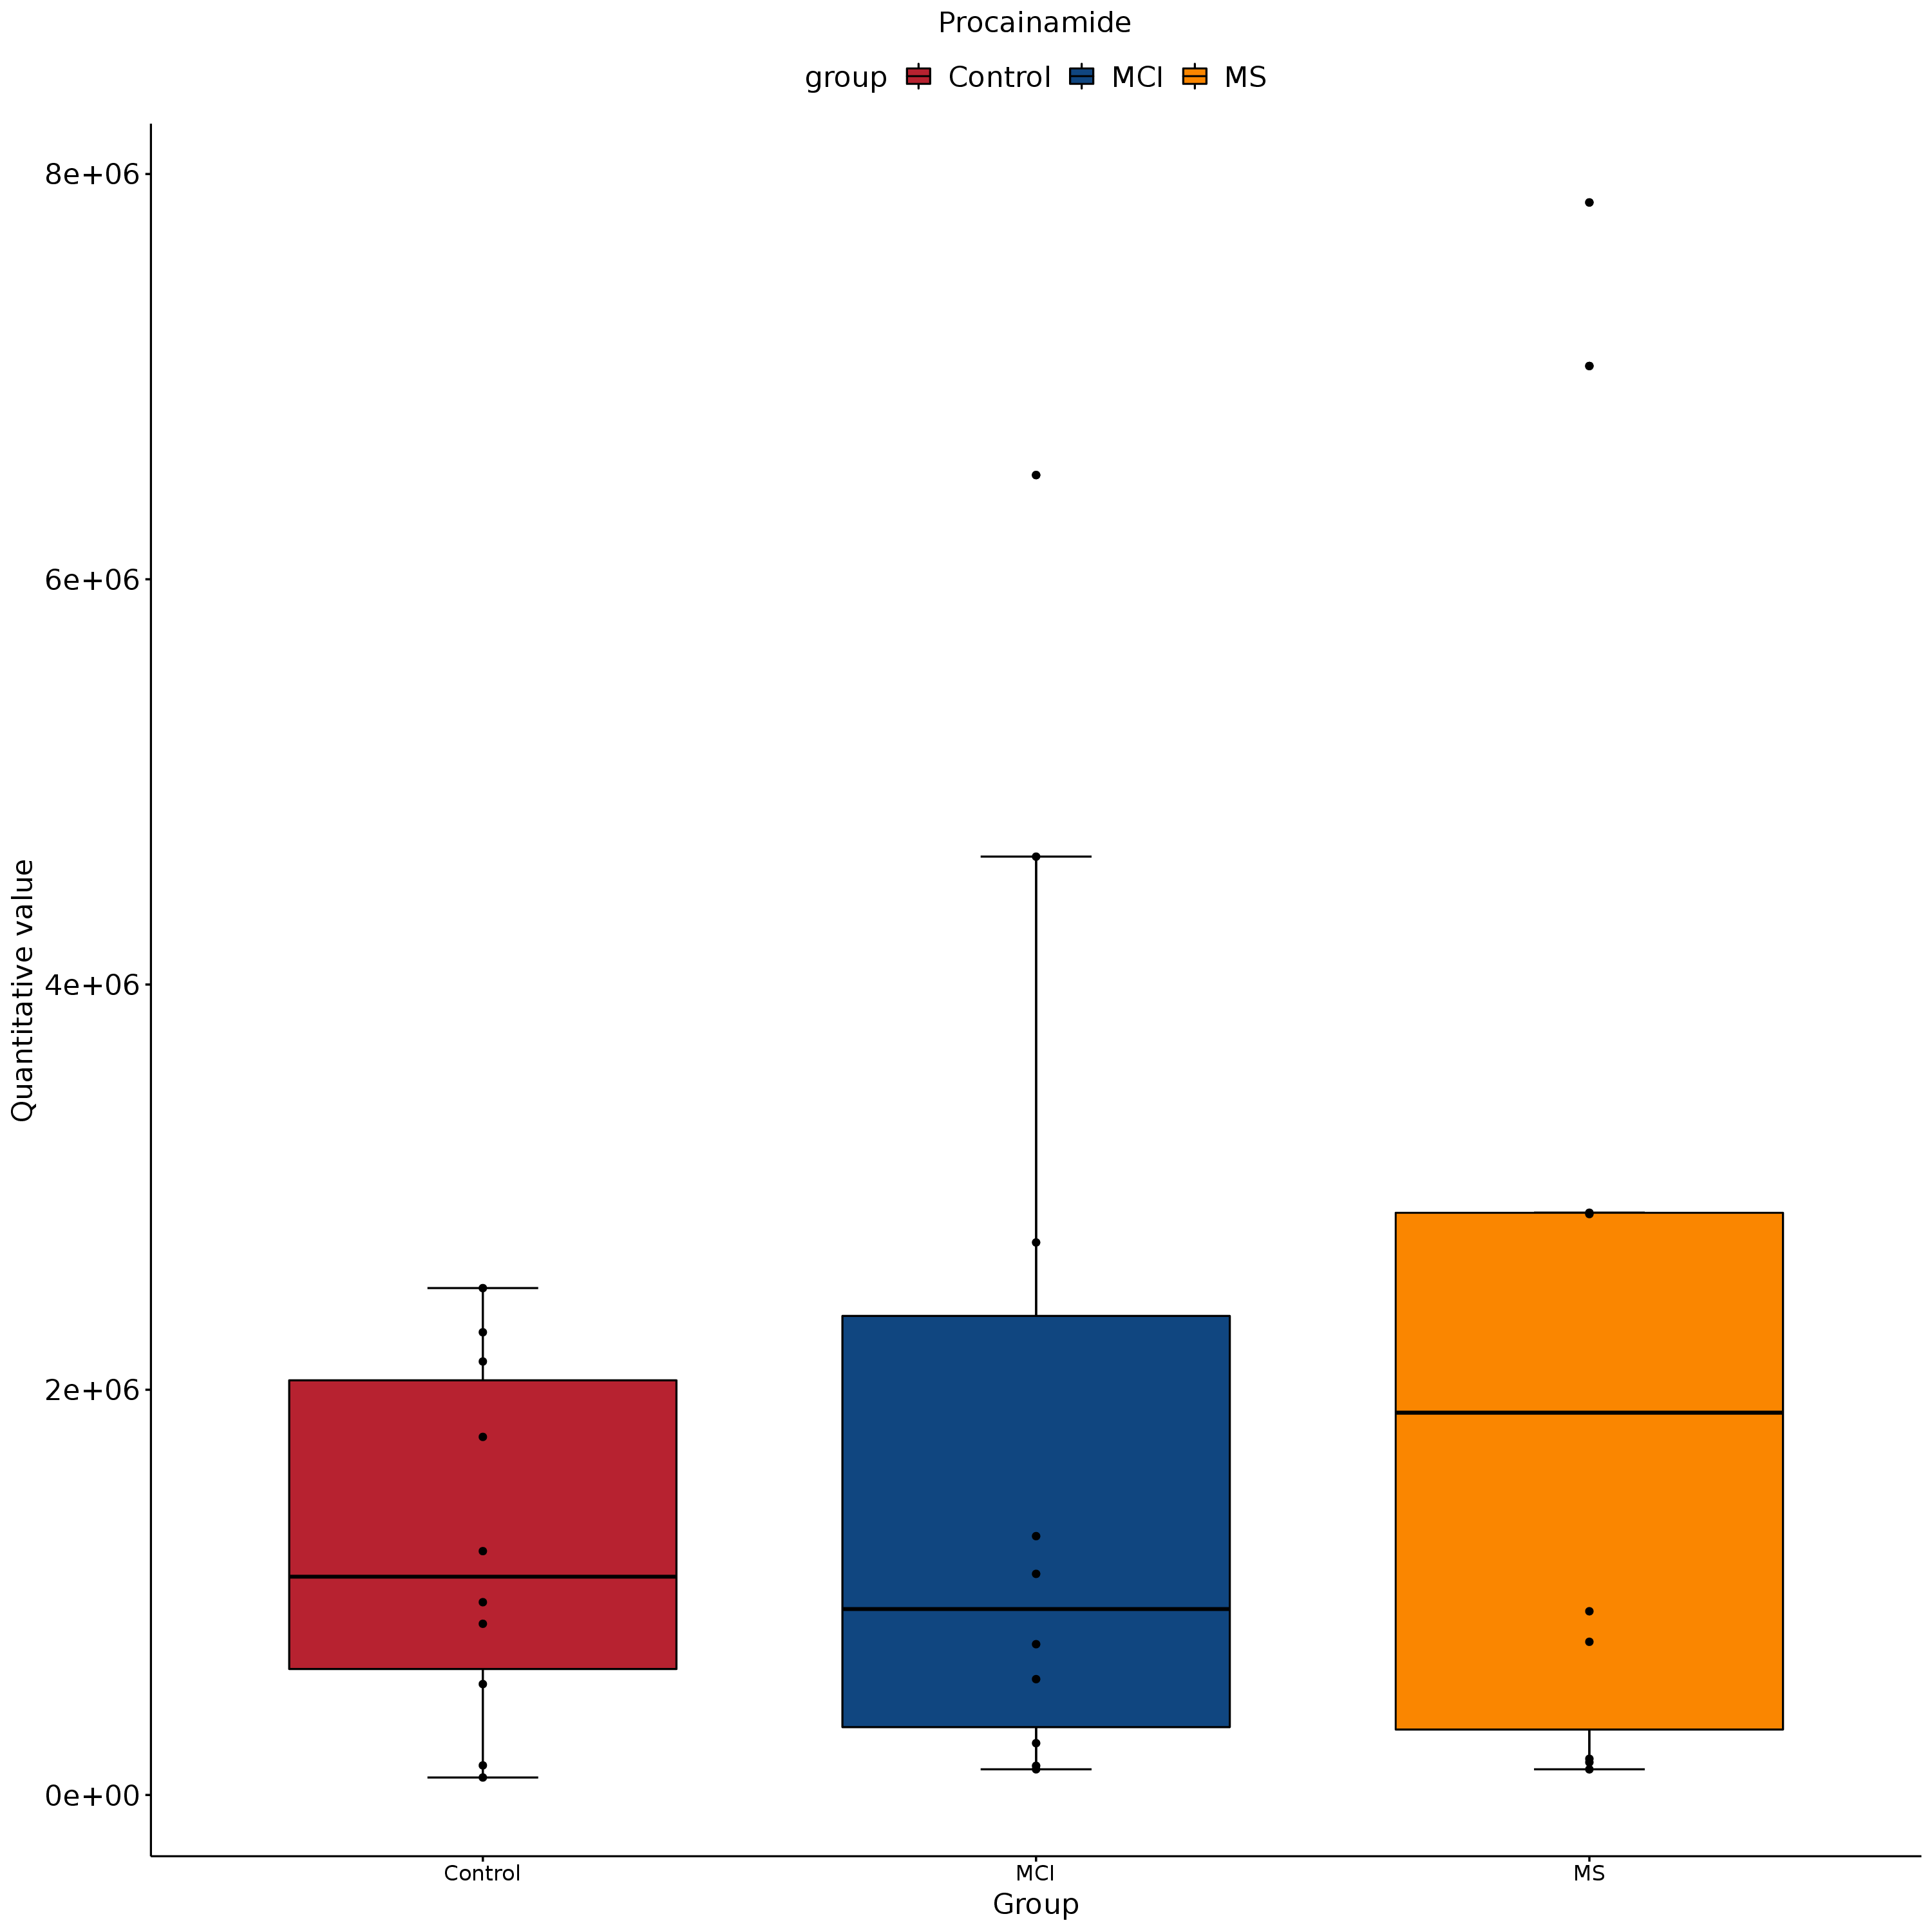 Procainamide
group Control MCI MS
8e+06
6e+06
4e+06
2e+06
0e+00
Quantitative value
Control MCI MS
Group